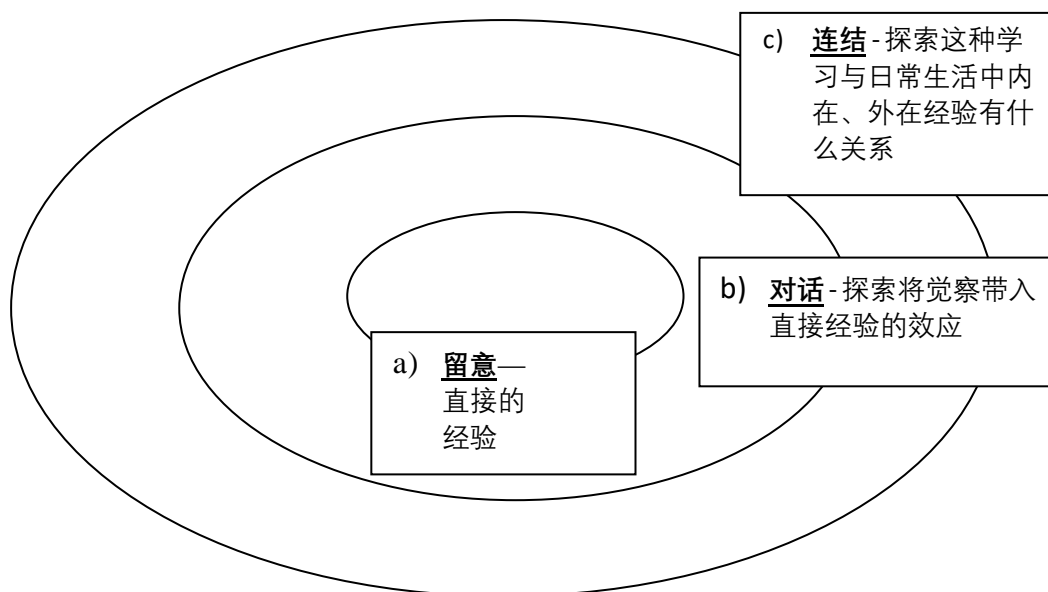 c) 连结 - 探索这种学
习与日常生活中内
在、外在经验有什
么关系
b) 对话 - 探索将觉察带入
直接经验的效应
a) 留意—
直接的
经验